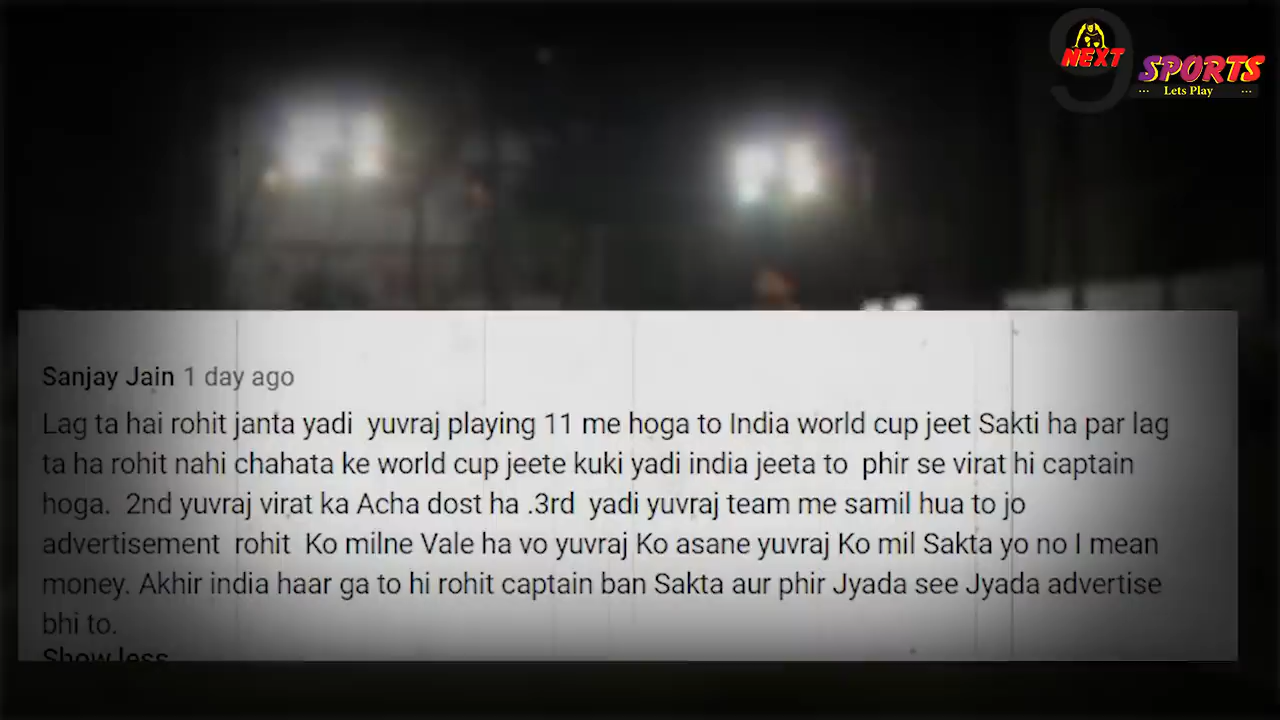 9
NEXT
SPORTS
Lets Play
Sanjay Jain 1 day ago
Lag ta hai rohit janta yadi yuvraj playing 11 me hoga to India world cup jeet Sakti ha par lag
ta ha rohit nahi chahata ke world cup jeete kuki yadi india jeeta to phir se virat hi captain
hoga. 2nd yuvraj virat ka Acha dost ha .3rd yadi yuvraj team me samil hua to jo
advertisement rohit Ko milne Vale ha vo yuvraj Ko asane yuvraj Ko mil Sakta yo no I mean
money. Akhir india haar ga to hi rohit captain ban Sakta aur phir Jyada see Jyada advertise
bhi to.
Show less